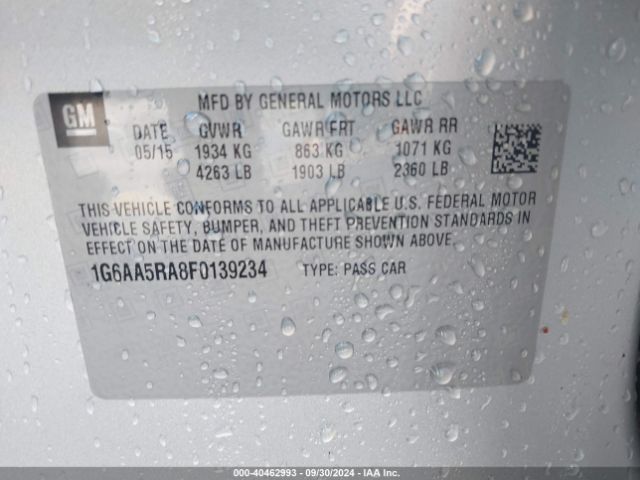 GM
MFD BY GENERAL MOTORS LLC
DATE GVWR GAWR FRT GAWR RR
05/15 1934 KG 863 KG 1071 KG
4263 LB 1903 LB 2360 LB
THIS VEHICLE CONFORMS TO ALL APPLICABLE U.S. FEDERAL MOTOR
VEHICLE SAFETY, BUMPER, AND THEFT PREVENTION STANDARDS IN
EFFECT ON THE DATE OF MANUFACTURE SHOWN ABOVE.
1G6AA5RA8F0139234 TYPE: PASS CAR
000-40462993 - 09/30/2024 - IAA Inc.